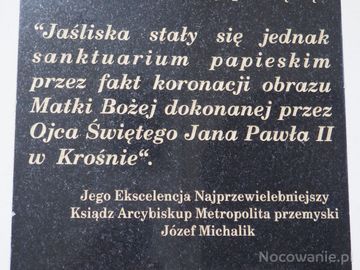 “Jaśliska stały się jednak
sanktuarium papieskim
przez fakt koronacji obrazu
Matki Bożej dokonanej przez
Ojca Świętego Jana Pawła II
w Krośnie“.
Jego Ekscelencja Najprzewielebniejszy
Ksiądz Arcybiskup Metropolita przemyski
Józef Michalik
Nocowanie.pl